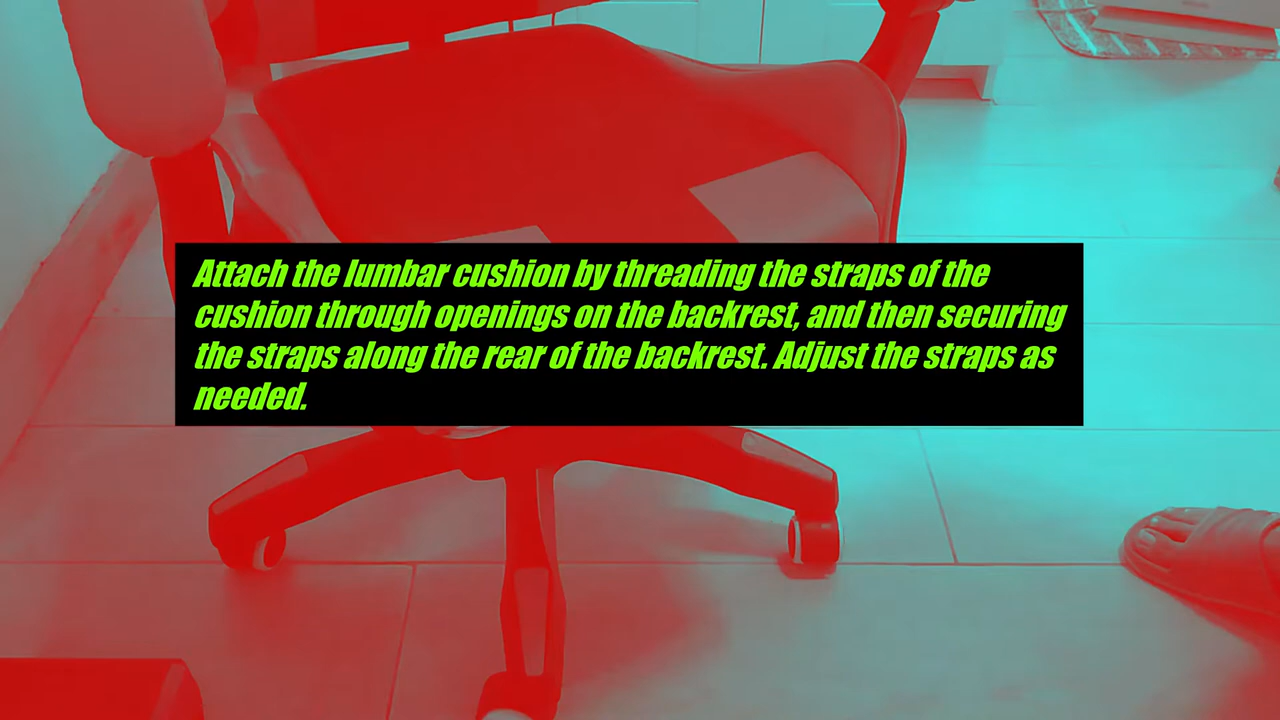 Attach the lumbar cushion by threading the straps of the
cushion through openings on the backrest, and then securing
the straps along the rear of the backrest. Adjust the straps as
needed.